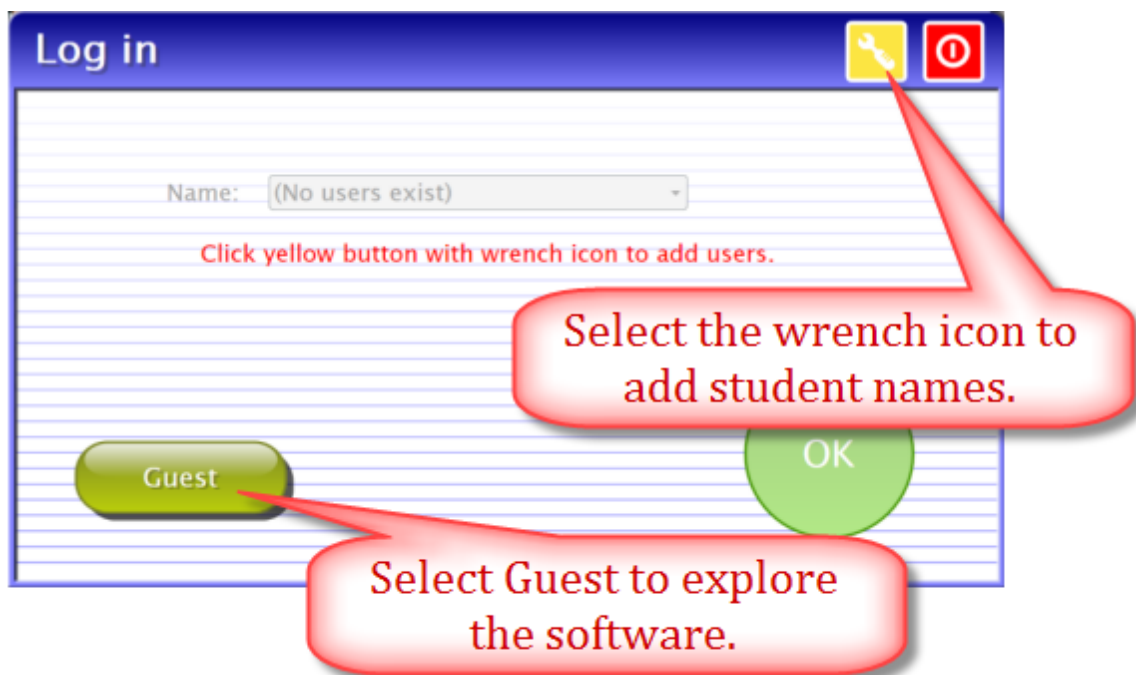 Log in
Name: (No users exist)
Click yellow button with wrench icon to add users.
Select the wrench icon to
add student names.
OK
Guest
Select Guest to explore
the software.